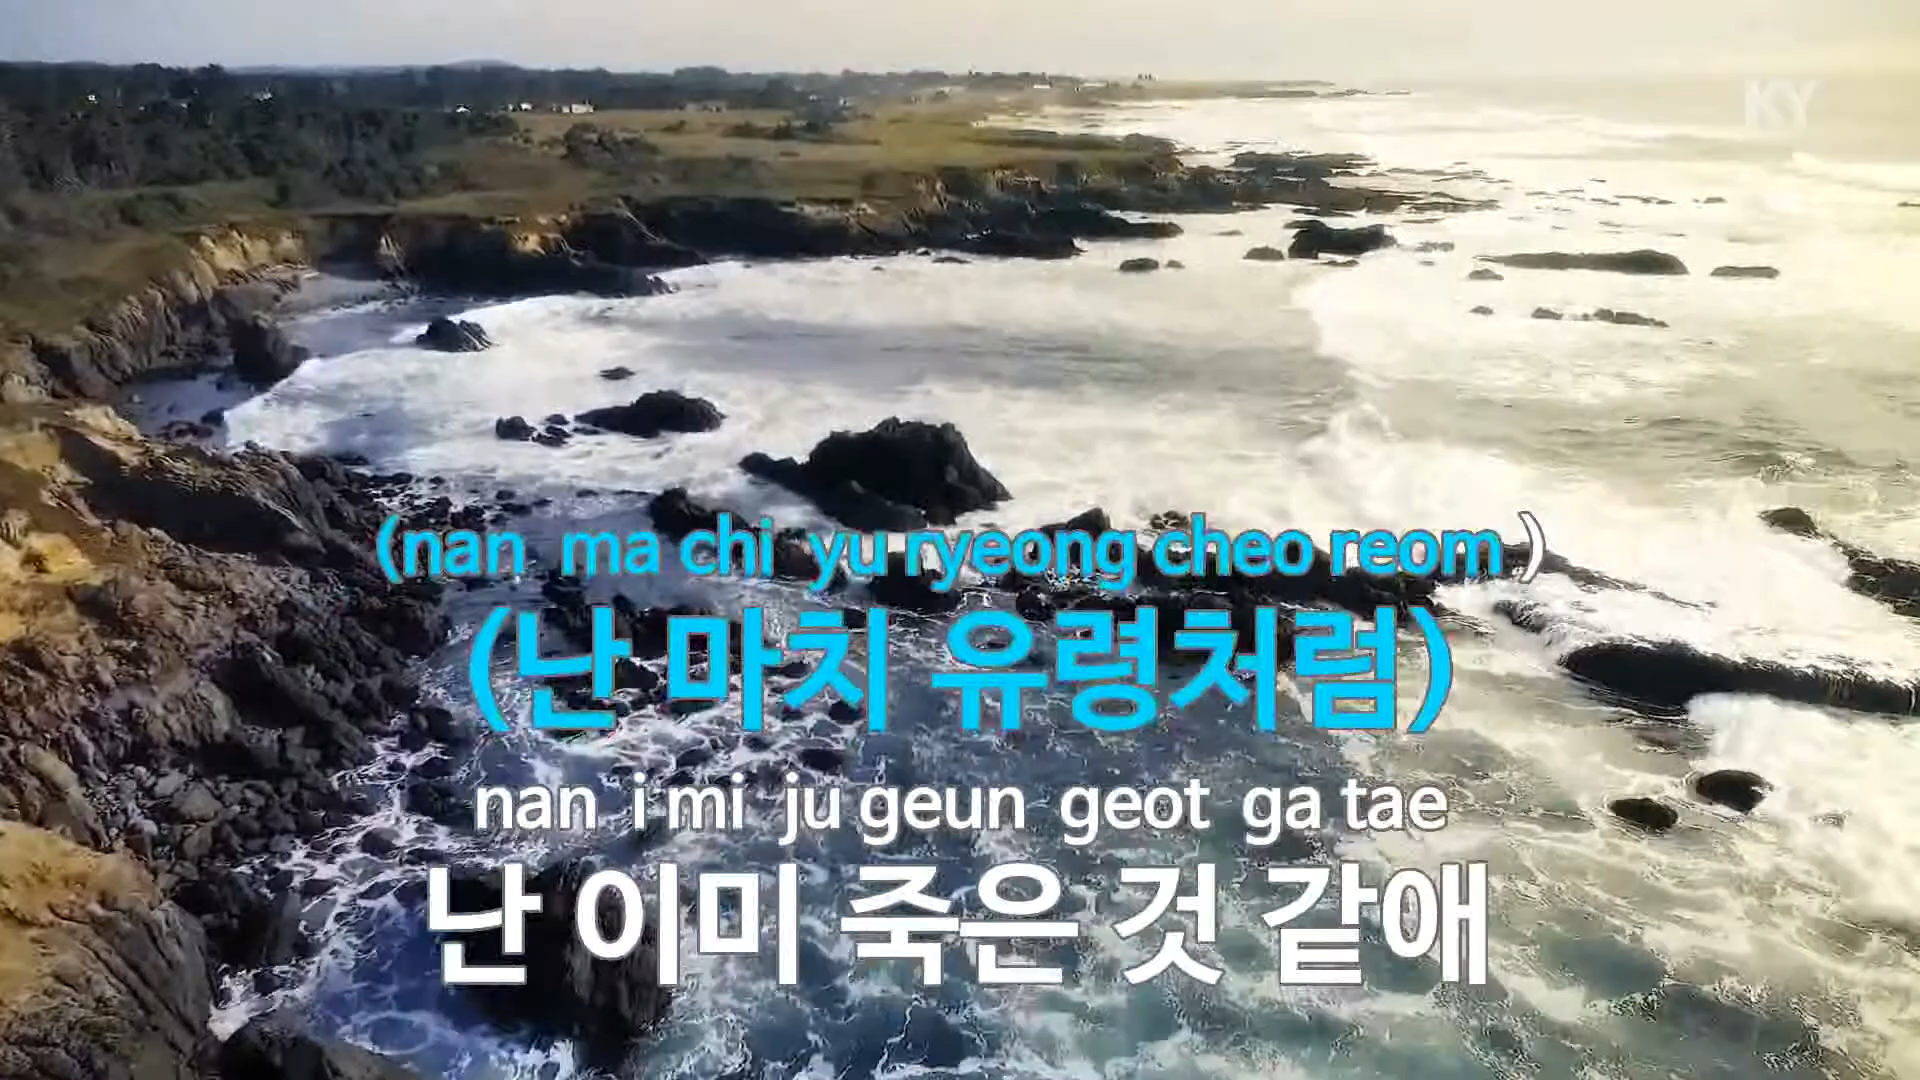 KY
(nan ma chi yu ryeong cheo reom)
(난 마치 유령처럼)
nan i mi ju geun geot ga tae
난 이미 죽은 것 같애